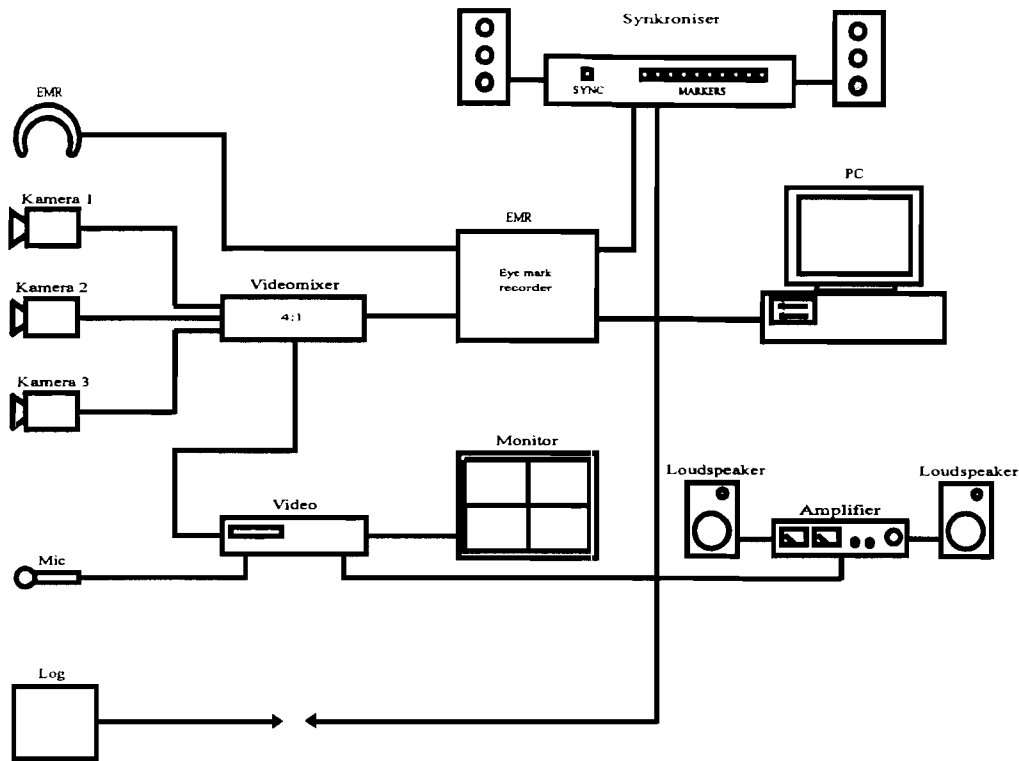 Synkroniser
SYNC
MARKERS
EMR
Kamera 1
PC
EMR
Eye mark
recorder
Kamera 2
Videomixer
4:1
Kamera 3
Monitor
Loudspeaker
Loudspeaker
Video
Amplifier
Mic
Log